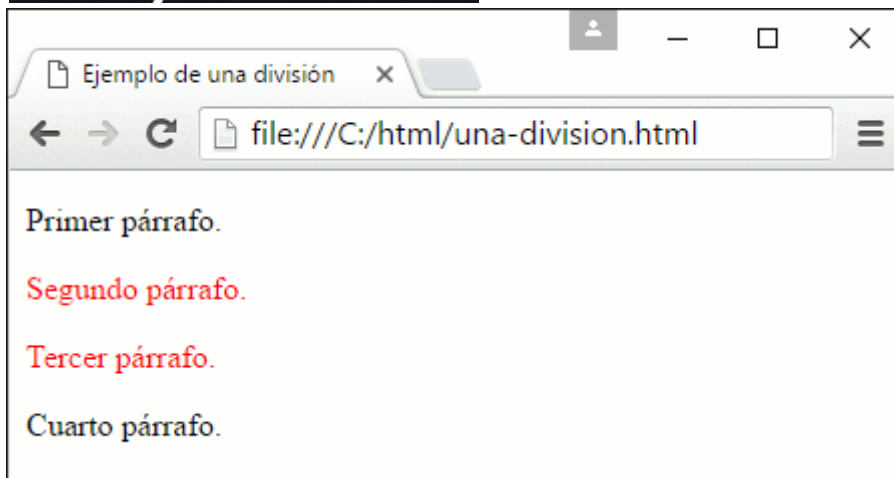 Ejemplo de una división
file:///C:/html/una-division.html
Primer párrafo.
Segundo párrafo.
Tercer párrafo.
Cuarto párrafo.